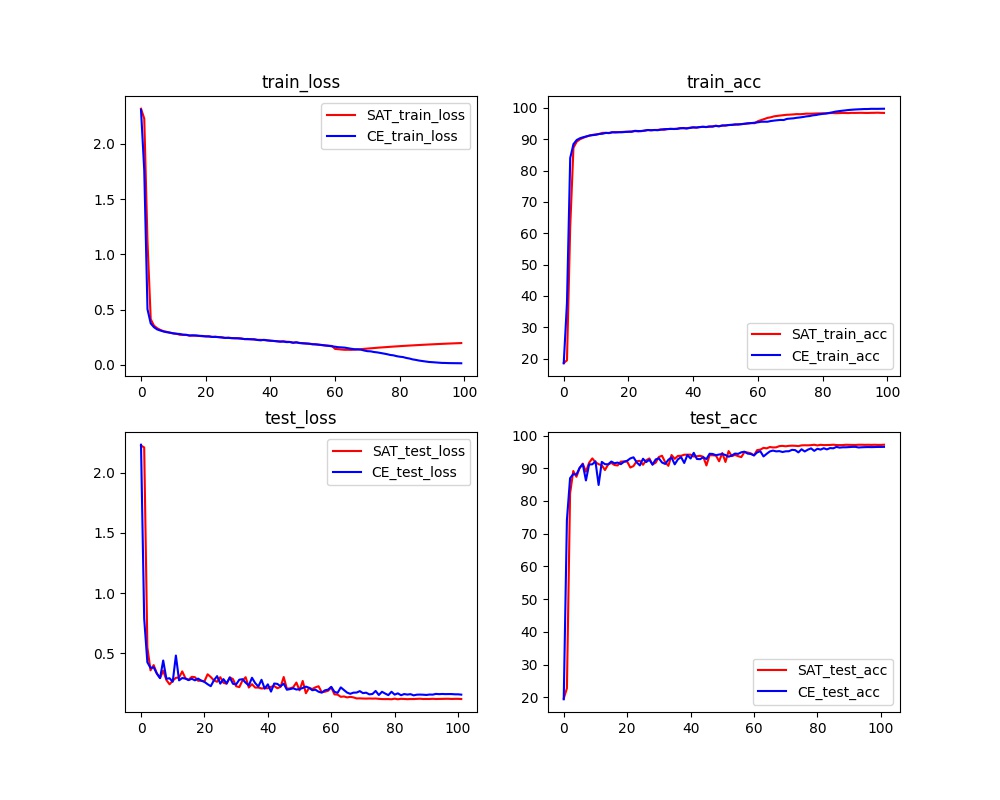 train_loss
SAT_train_loss
CE_train_loss
2.0
1.5
1.0
0.5
0.0
0 20 40 60 80 100
train_acc
100
90
80
70
60
50
40
30
20
SAT_train_acc
CE_train_acc
0 20 40 60 80 100
test_loss
SAT_test_loss
CE_test_loss
2.0
1.5
1.0
0.5
0 20 40 60 80 100
test_acc
100
90
80
70
60
50
40
30
20
SAT_test_acc
CE_test_acc
0 20 40 60 80 100